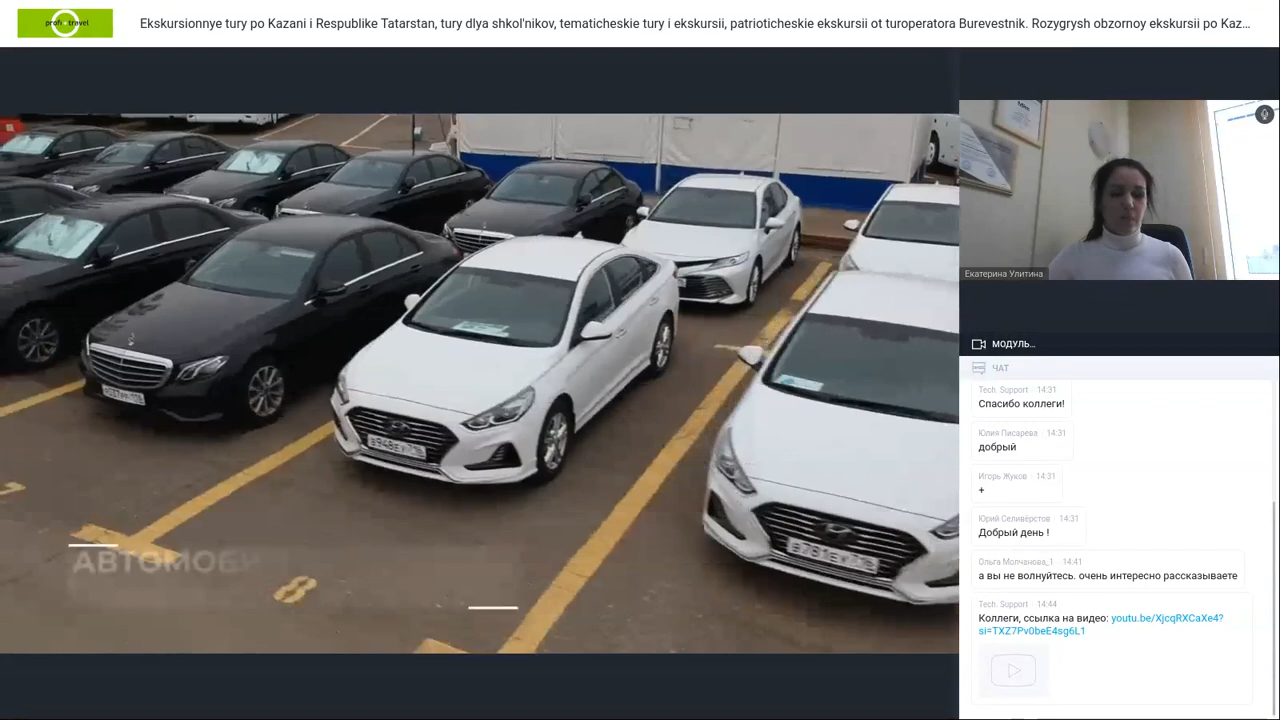 profi travel
Ekskursionnye tury po Kazani i Respublike Tatarstan, tury dlya shkolnikov, tematicheskie tury i ekskursii, patrioticheskie ekskursii ot turoperatora Burevestnik. Rozygrysh obzornoy ekskursii po Kaz...
Екатерина Улитина
МОДУЛЬ...
ЧАТ
Tech. Support 14:31
Спасибо коллеги!
Юлия Писарева 14:31
добрый
Игорь Жуков 14:31
+
Юрий Селивёрстов 14:31
Добрый день !
Ольга Молчанова_1 14:41
а вы не волнуйтесь. очень интересно рассказываете
Tech. Support 14:44
Коллеги, ссылка на видео: youtu.be/XjcqRXCaXe4?
si=TXZ7Pv0beE4sg6L1
АВТОМОБИ
8